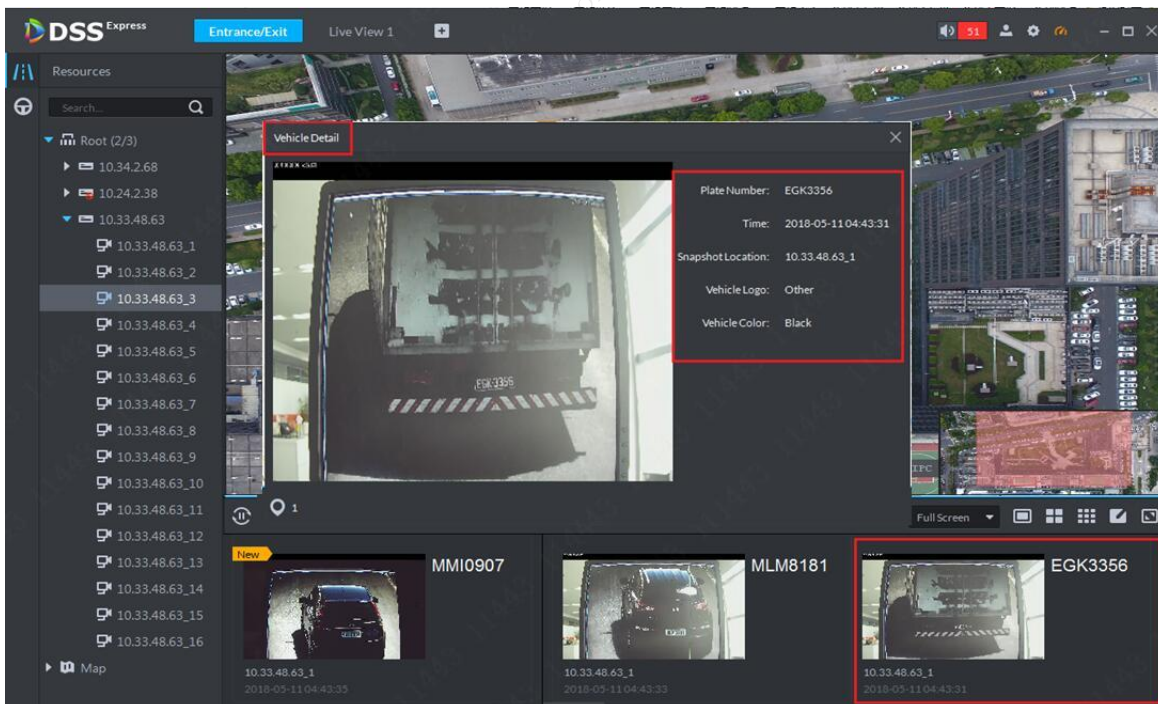 DSS Express
Entrance/Exit
Live View 1
51
Resources
Search...
Root (2/3)
10.34.2.68
10.24.2.38
10.33.48.63
10.33.48.63_1
10.33.48.63_2
10.33.48.63_3
10.33.48.63_4
10.33.48.63_5
10.33.48.63_6
10.33.48.63_7
10.33.48.63_8
10.33.48.63_9
10.33.48.63_10
10.33.48.63_11
10.33.48.63_12
10.33.48.63_13
10.33.48.63_14
10.33.48.63_15
10.33.48.63_16
Map
Vehicle Detail
EGK3356
Plate Number: EGK3356
Time: 2018-05-11 04:43:31
Snapshot Location: 10.33.48.63_1
Vehicle Logo: Other
Vehicle Color: Black
IPC
1
Full Screen
New
MMI0907
10.33.48.63_1
2018-05-11 04:43:35
MLM8181
10.33.48.63_1
2018-05-11 04:43:33
EGK3356
10.33.48.63_1
2018-05-11 04:43:31